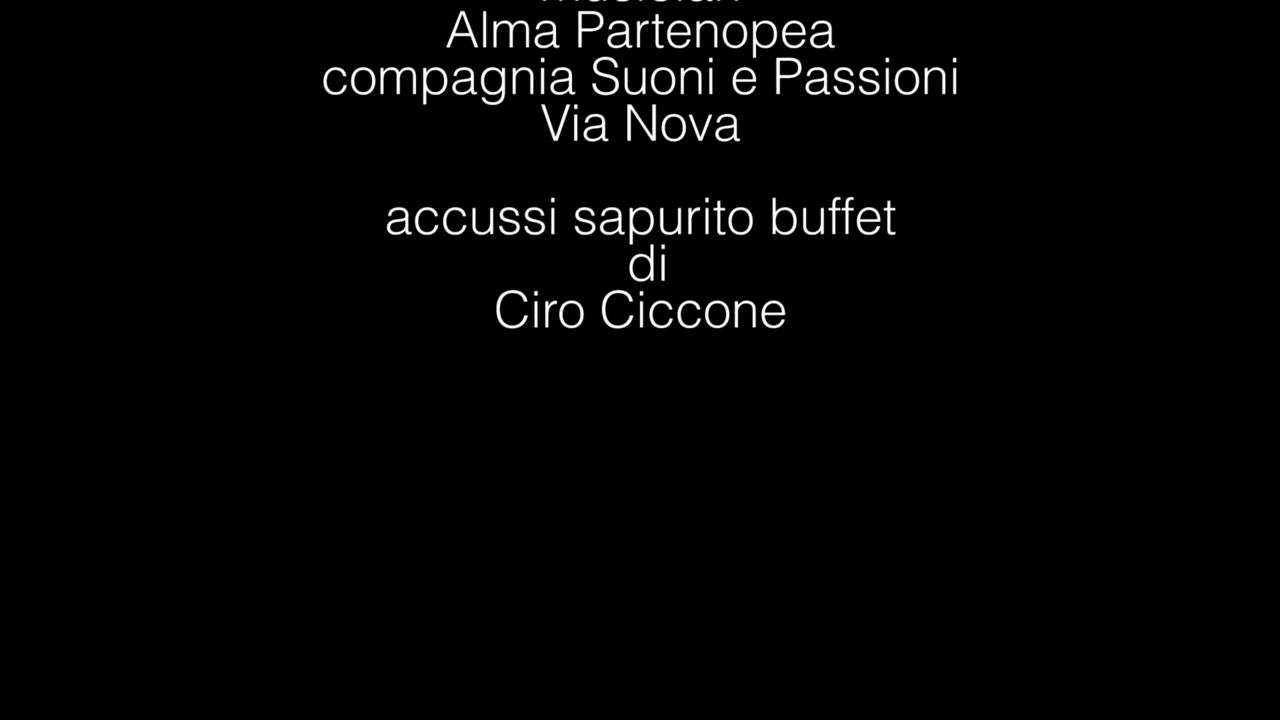 Alma Partenopea
compagnia Suoni e Passioni
Via Nova
accussi sapurito buffet
di
Ciro Ciccone